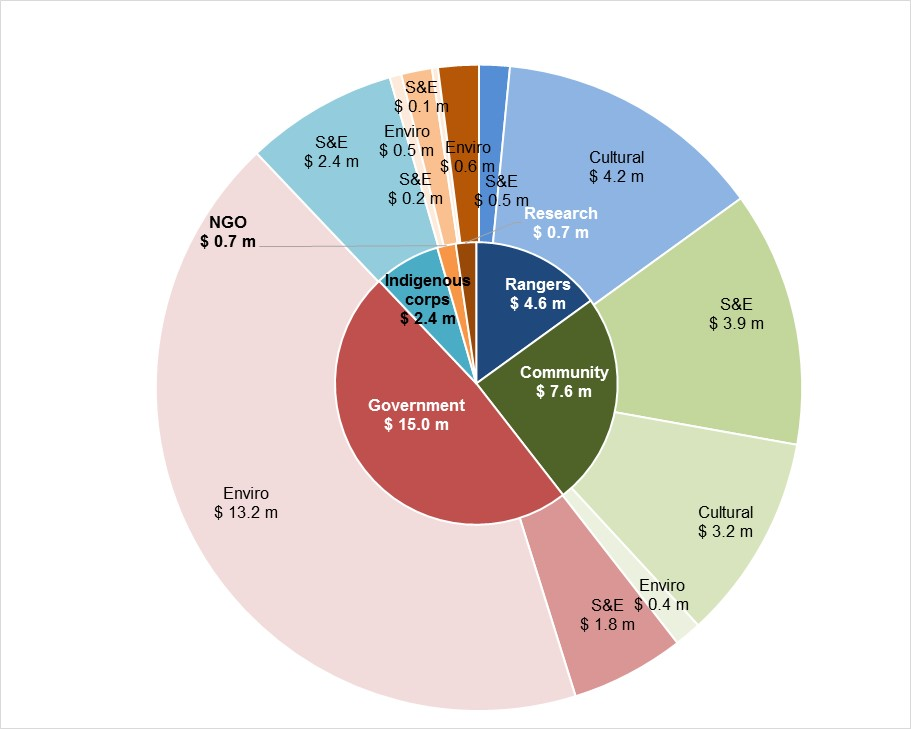 S&E
$ 0.1 m
Enviro
$ 0.5 m
S&E
$ 0.2 m
Enviro
$ 0.6 m
S&E
$ 0.5 m
Cultural
$ 4.2 m
S&E
$ 2.4 m
NGO
$ 0.7 m
Research
$ 0.7 m
Indigenous
corps
$ 2.4 m
Rangers
$ 4.6 m
S&E
$ 3.9 m
Community
$ 7.6 m
Government
$ 15.0 m
Enviro
$ 13.2 m
Cultural
$ 3.2 m
Enviro
$ 0.4 m
S&E
$ 1.8 m